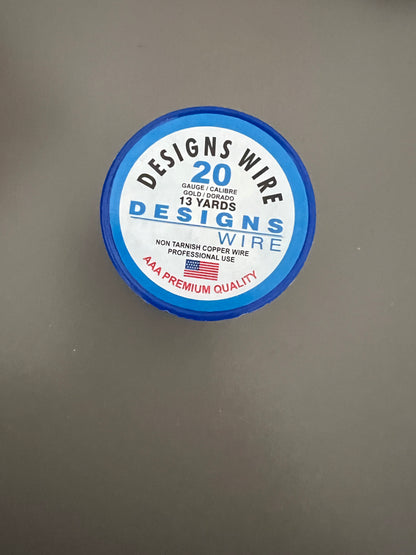 DESIGNS WIRE
20
GAUGE / CALIBRE
GOLD / DORADO
13 YARDS
DESIGNS
WIRE
NON TARNISH COPPER WIRE
PROFESSIONAL USE
AAA PREMIUM QUALITY